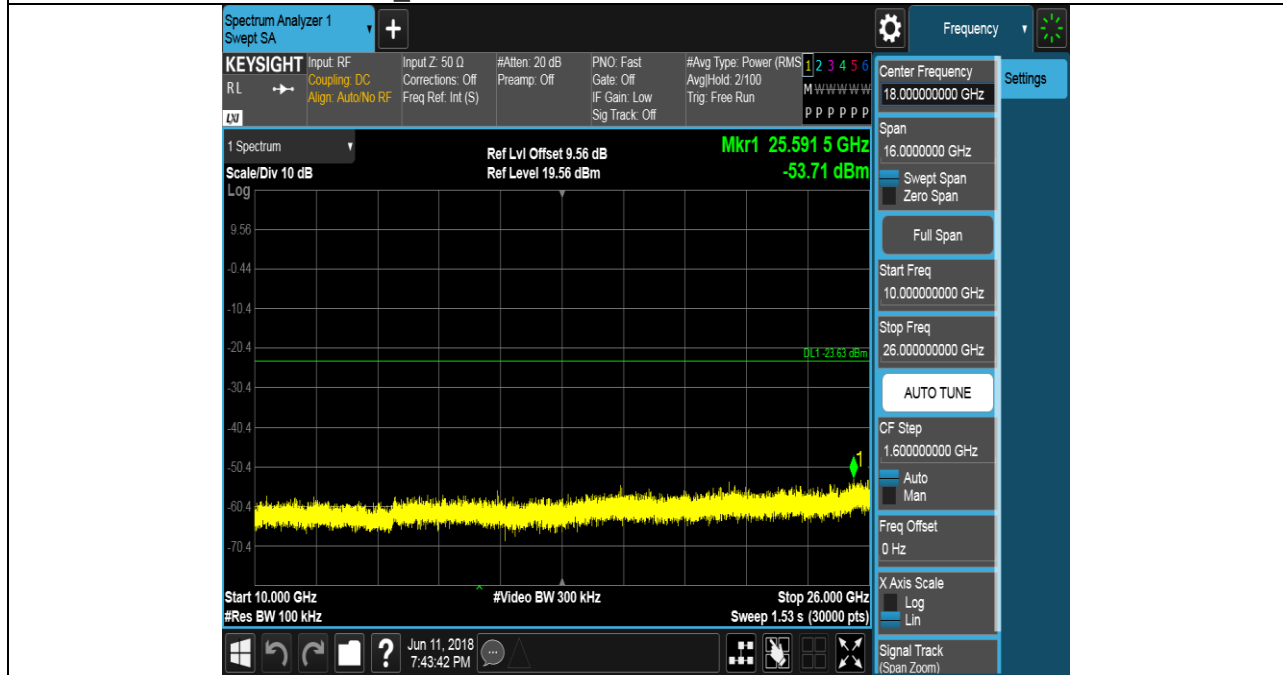 Spectrum Analyzer 1
Swept SA
+
Frequency
KEYSIGHT
RL
LXI
Input: RF
Coupling: DC
Align: Auto/No RF
Input Z: 50 Ω
Corrections: Off
Freq Ref: Int (S)
#Atten: 20 dB
Preamp: Off
PNO: Fast
Gate: Off
IF Gain: Low
Sig Track: Off
#Avg Type: Power (RMS
Avg|Hold: 2/100
Trig: Free Run
1 2 3 4 5 6
M W W W W W
P P P P P P
1 Spectrum
Scale/Div 10 dB
Log
Ref Lvl Offset 9.56 dB
Ref Level 19.56 dBm
Mkr1 25.591 5 GHz
-53.71 dBm
9.56
-0.44
-10.4
-20.4
DL1 -23.63 dBm
-30.4
-40.4
-50.4
1
-60.4
-70.4
Start 10.000 GHz
#Res BW 100 kHz
#Video BW 300 kHz
Stop 26.000 GHz
Sweep 1.53 s (30000 pts)
Center Frequency
18.000000000 GHz
Span
16.0000000 GHz
Swept Span
Zero Span
Full Span
Start Freq
10.000000000 GHz
Stop Freq
26.000000000 GHz
AUTO TUNE
CF Step
1.600000000 GHz
Auto
Man
Freq Offset
0 Hz
X Axis Scale
Log
Lin
Signal Track
(Span Zoom)
Settings
?
Jun 11, 2018
7:43:42 PM